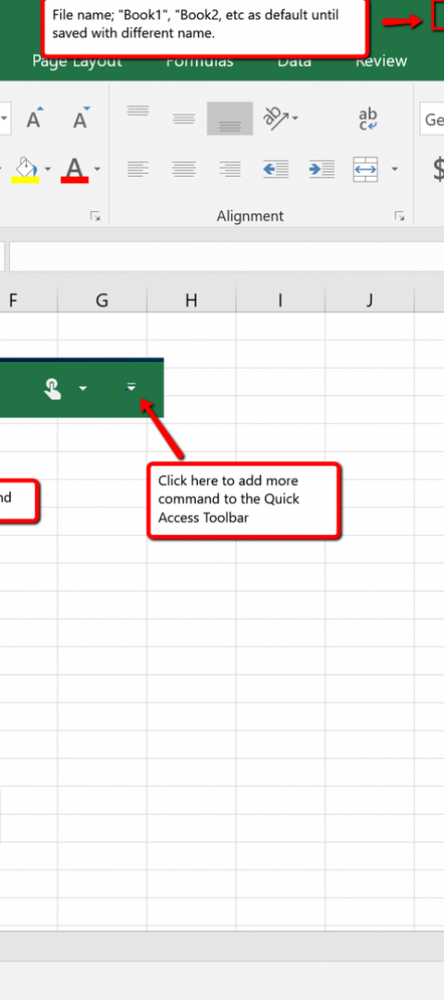 File name; "Book1", "Book2, etc as default until
saved with different name.
Page Layout Formulas Data Review
A A
ab
c
Ge
A
$
Alignment
F G H I J
Click here to add more
command to the Quick
Access Toolbar
nd